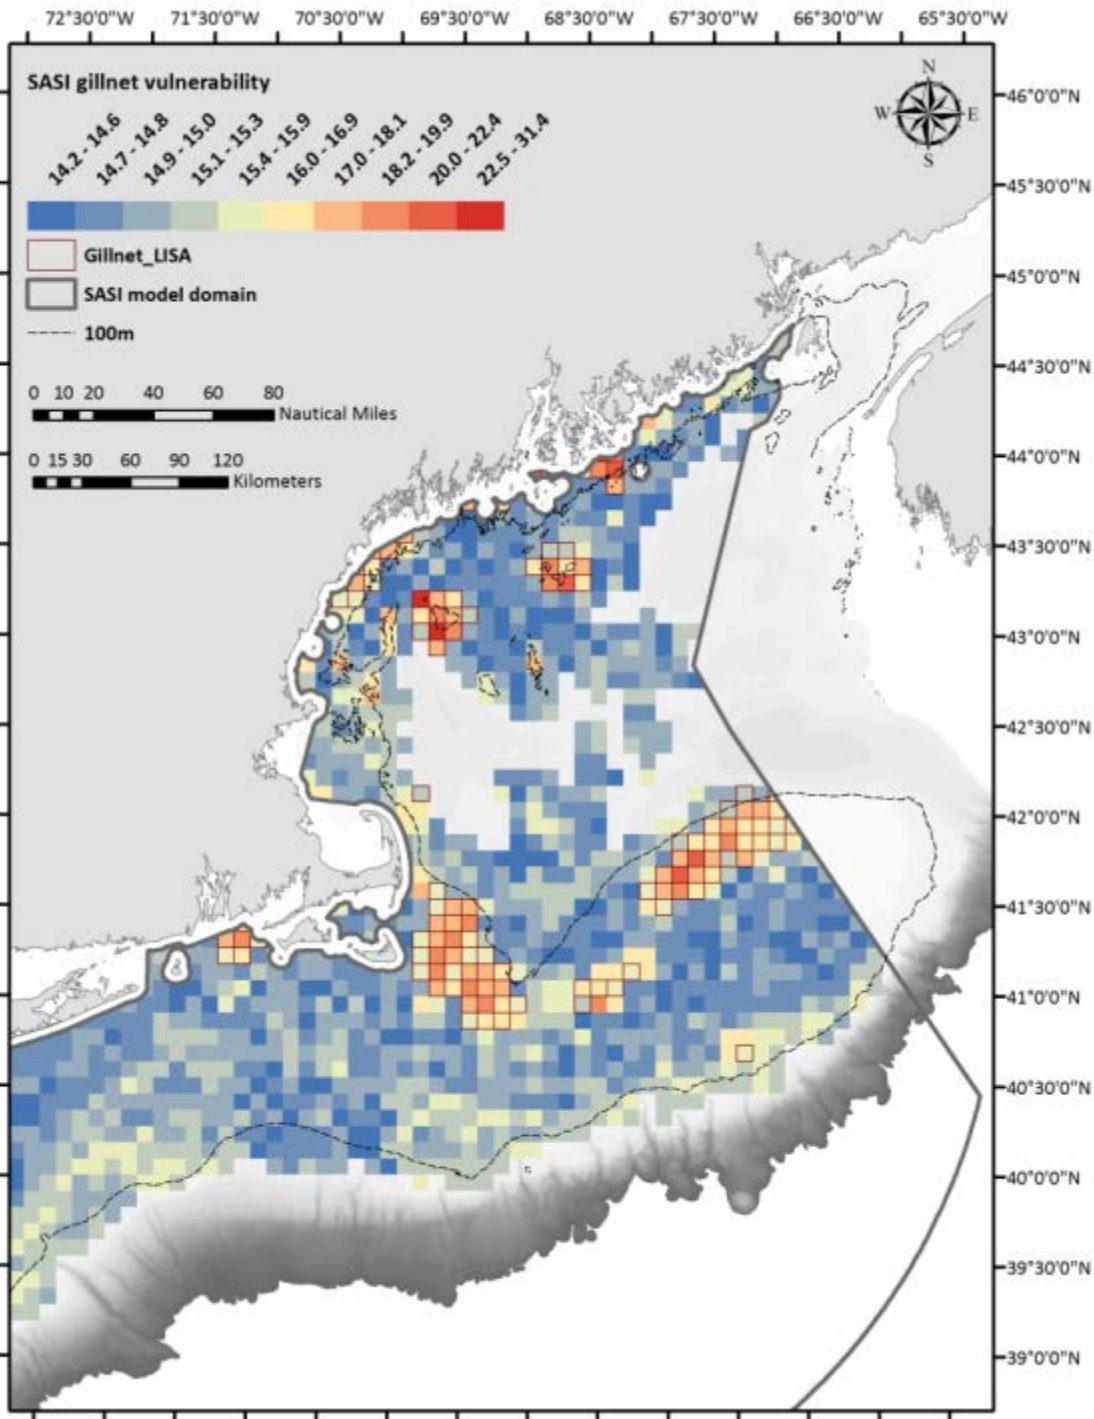 72°30'0"W 71°30'0"W 70°30'0"W 69°30'0"W 68°30'0"W 67°30'0"W 66°30'0"W 65°30'0"W
SASI gillnet vulnerability
14.2 - 14.6
14.7 - 14.8
14.9 - 15.0
15.1 - 15.3
15.4 - 15.9
16.0 - 16.9
17.0 - 18.1
18.2 - 19.9
20.0 - 22.4
22.5 - 31.4
Gillnet_LISA
SASI model domain
100m
0 10 20 40 60 80
Nautical Miles
0 15 30 60 90 120
Kilometers
N
W E
S
46°0'0"N
45°30'0"N
45°0'0"N
44°30'0"N
44°0'0"N
43°30'0"N
43°0'0"N
42°30'0"N
42°0'0"N
41°30'0"N
41°0'0"N
40°30'0"N
40°0'0"N
39°30'0"N
39°0'0"N